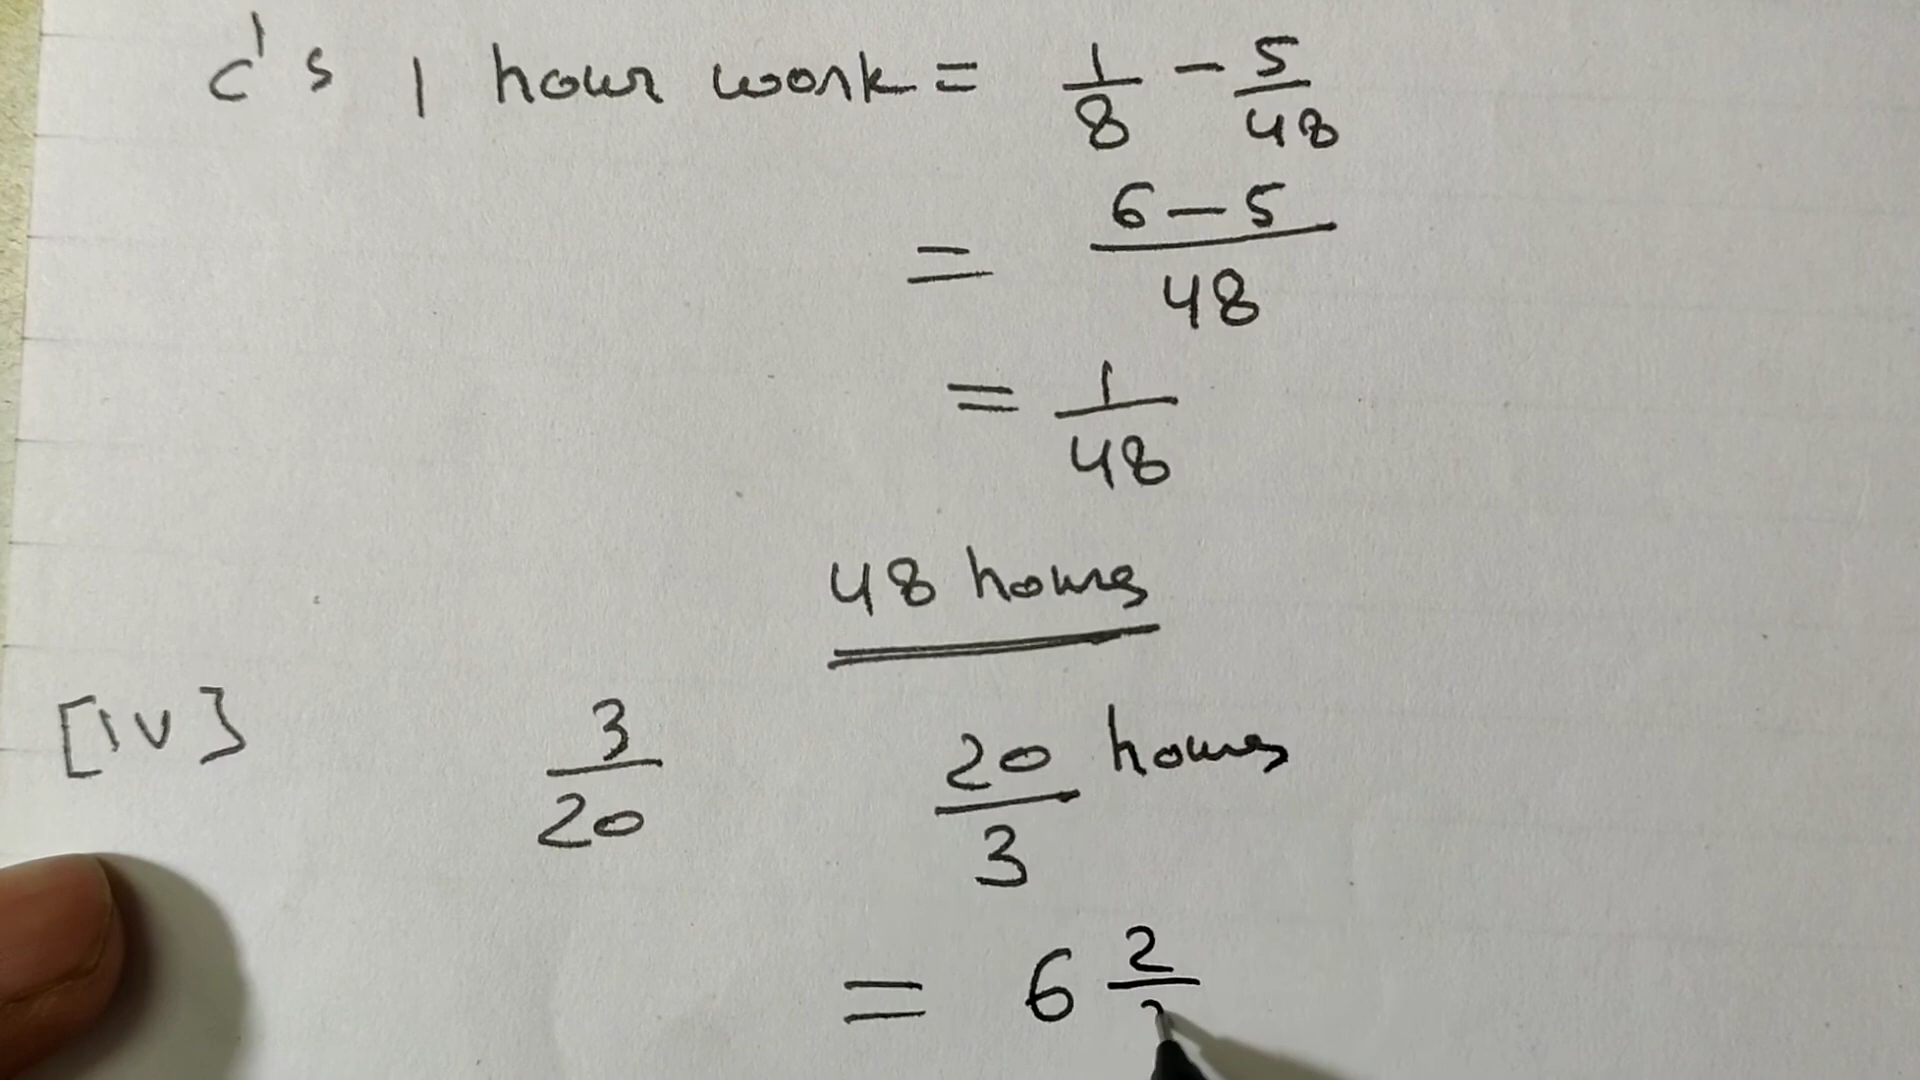 c's 1 hour work = 1/8 - 5/48
= 6-5/48
= 1/48
48 hours
[IV] 3/20 20/3 hours
= 6 2/